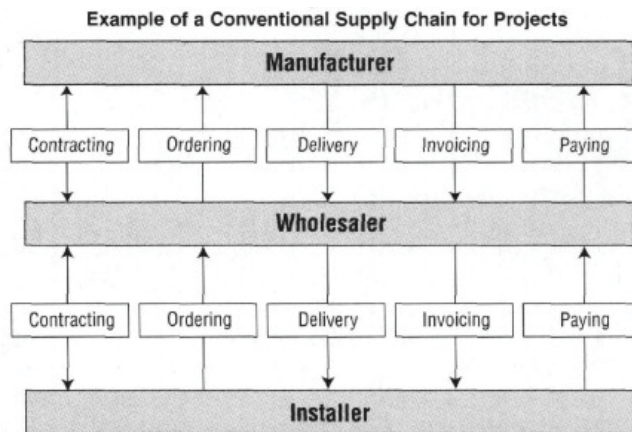 Example of a Conventional Supply Chain for Projects
Manufacturer
Contracting Ordering Delivery Invoicing Paying
Wholesaler
Contracting Ordering Delivery Invoicing Paying
Installer